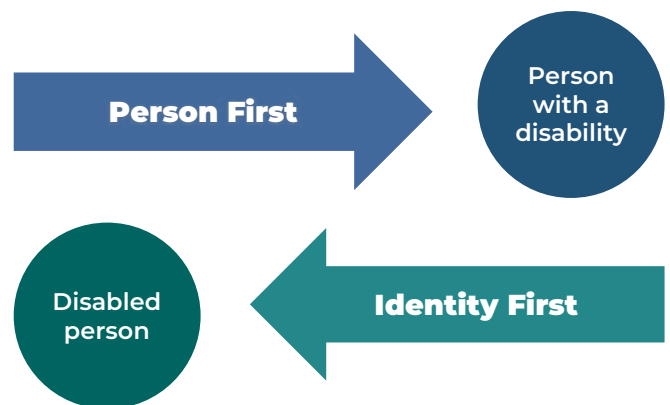 Person First
Person
with a
disability
Disabled
person
Identity First